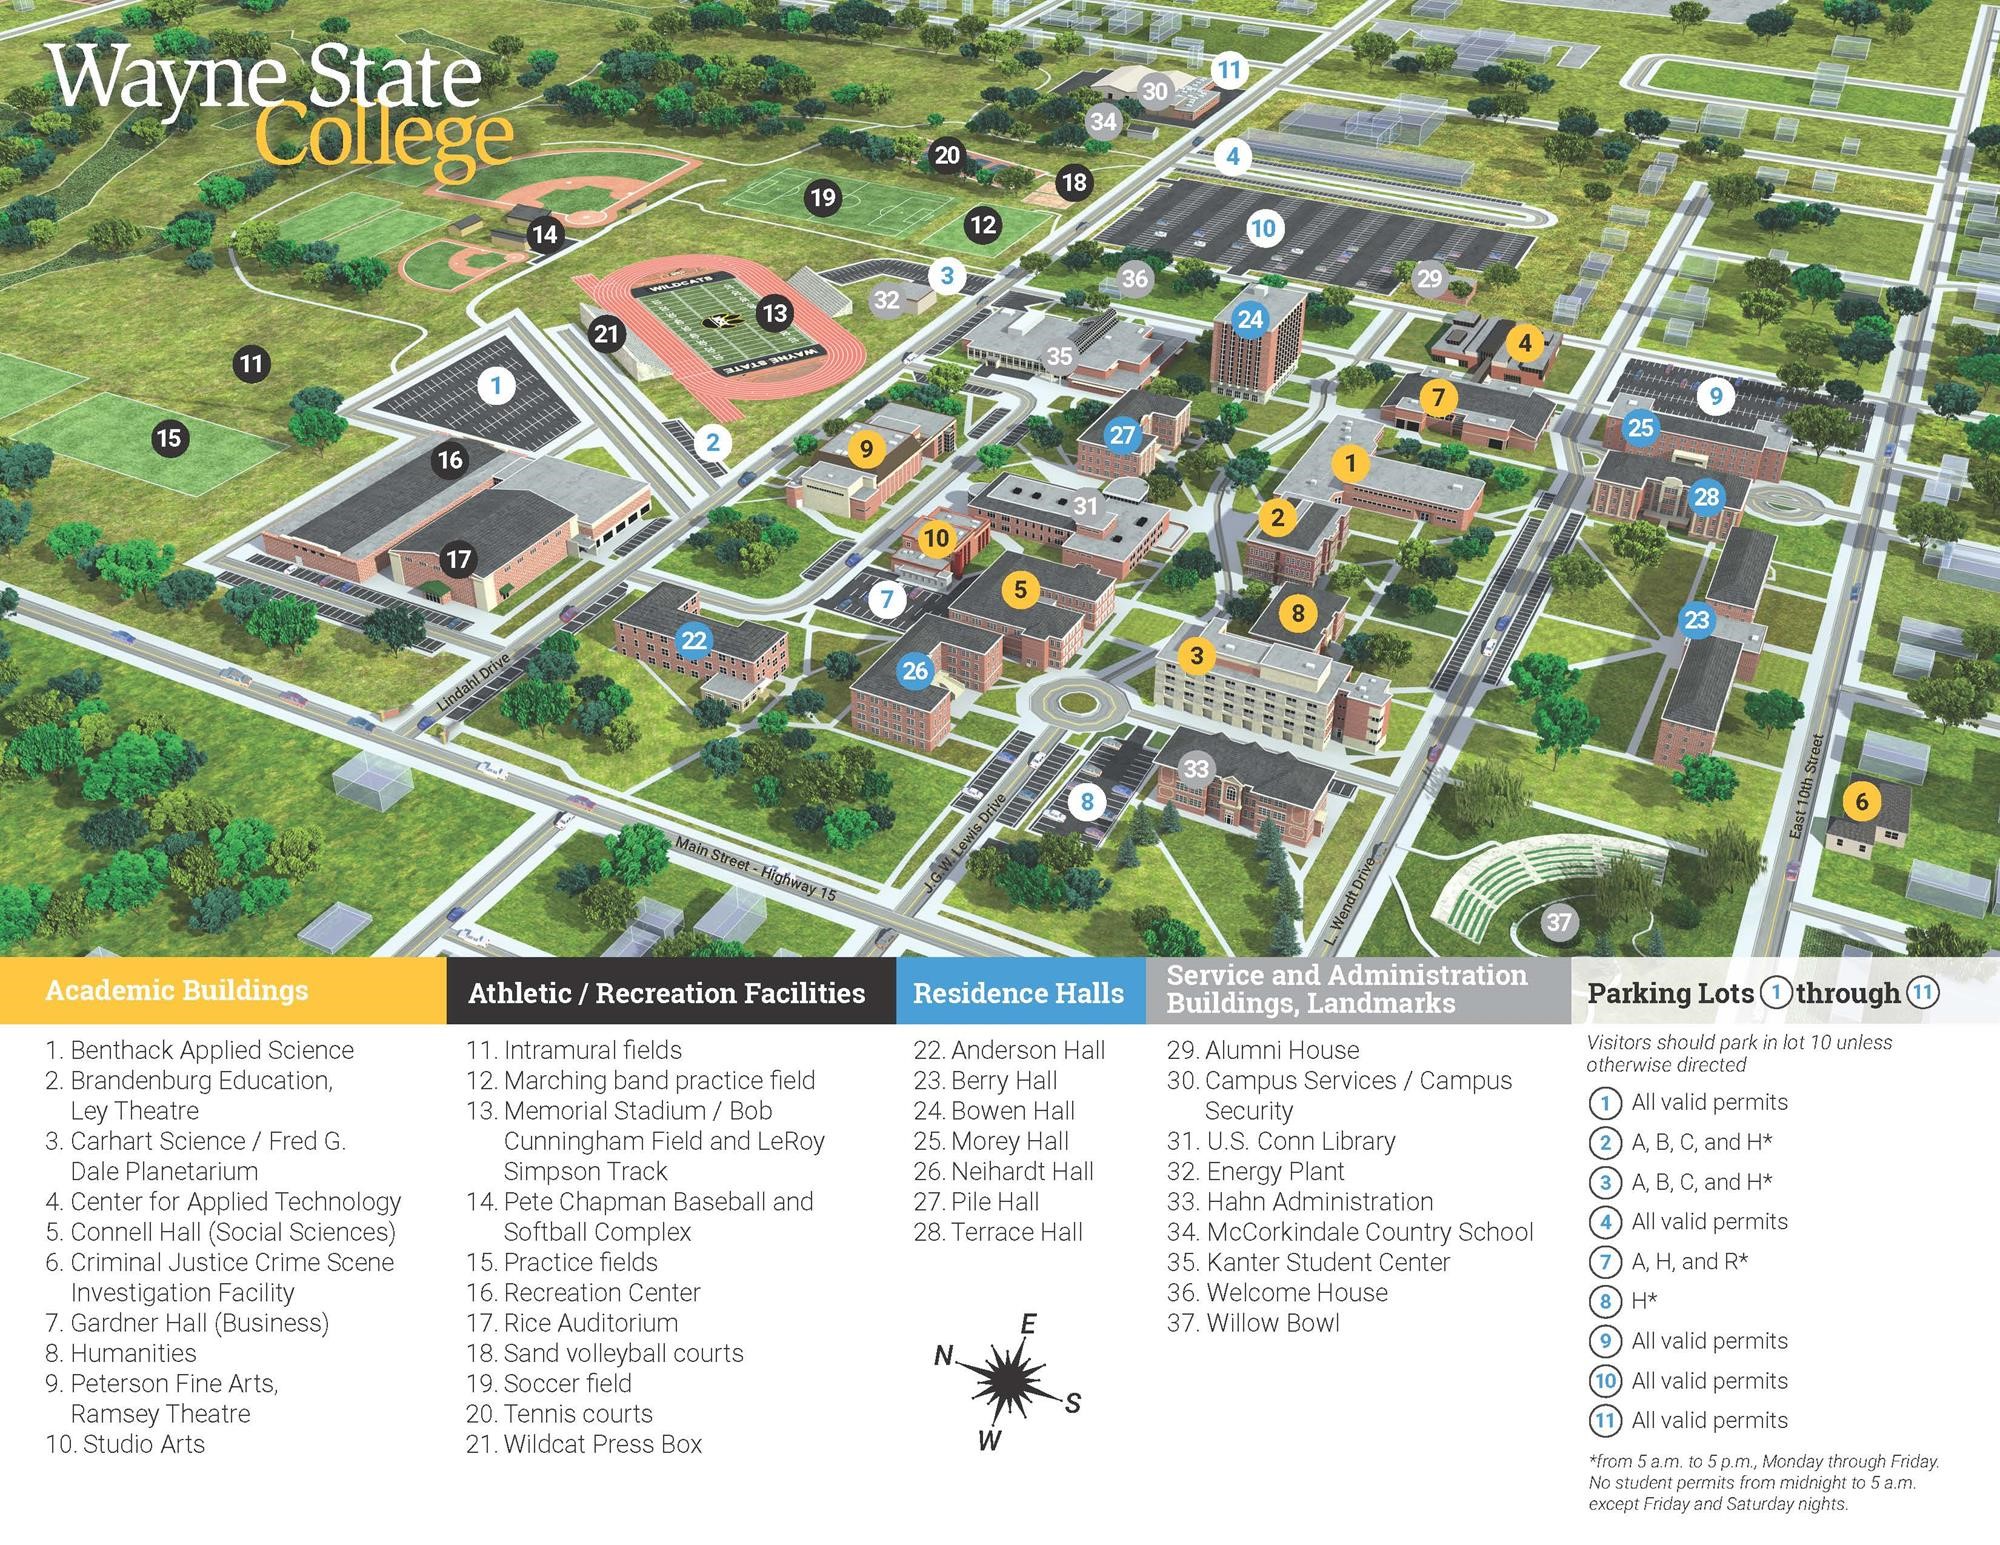 Wayne State
College
11
30
34
20
4
18
19
12
10
14
3
36
29
WILDCATS
32
24
13
21
4
35
11
1
WAYNE STATE
7
9
27
25
15
2
9
1
16
28
31
2
10
17
5
7
8
23
22
3
26
Lindahl Drive
33
8
6
East 10th Street
Main Street - Highway 15
J.G.W. Lewis Drive
L. Wendt Drive
37
Academic Buildings
1. Benthack Applied Science
2. Brandenburg Education,
Ley Theatre
3. Carhart Science / Fred G.
Dale Planetarium
4. Center for Applied Technology
5. Connell Hall (Social Sciences)
6. Criminal Justice Crime Scene
Investigation Facility
7. Gardner Hall (Business)
8. Humanities
9. Peterson Fine Arts,
Ramsey Theatre
10. Studio Arts
Athletic / Recreation Facilities
11. Intramural fields
12. Marching band practice field
13. Memorial Stadium / Bob
Cunningham Field and LeRoy
Simpson Track
14. Pete Chapman Baseball and
Softball Complex
15. Practice fields
16. Recreation Center
17. Rice Auditorium
18. Sand volleyball courts
19. Soccer field
20. Tennis courts
21. Wildcat Press Box
Residence Halls
22. Anderson Hall
23. Berry Hall
24. Bowen Hall
25. Morey Hall
26. Neihardt Hall
27. Pile Hall
28. Terrace Hall
E
N
S
W
Service and Administration
Buildings, Landmarks
29. Alumni House
30. Campus Services / Campus
Security
31. U.S. Conn Library
32. Energy Plant
33. Hahn Administration
34. McCorkindale Country School
35. Kanter Student Center
36. Welcome House
37. Willow Bowl
Parking Lots 1 through 11
Visitors should park in lot 10 unless
otherwise directed
1 All valid permits
2 A, B, C, and H*
3 A, B, C, and H*
4 All valid permits
7 A, H, and R*
8 H*
9 All valid permits
10 All valid permits
11 All valid permits
*from 5 a.m. to 5 p.m., Monday through Friday.
No student permits from midnight to 5 a.m.
except Friday and Saturday nights.